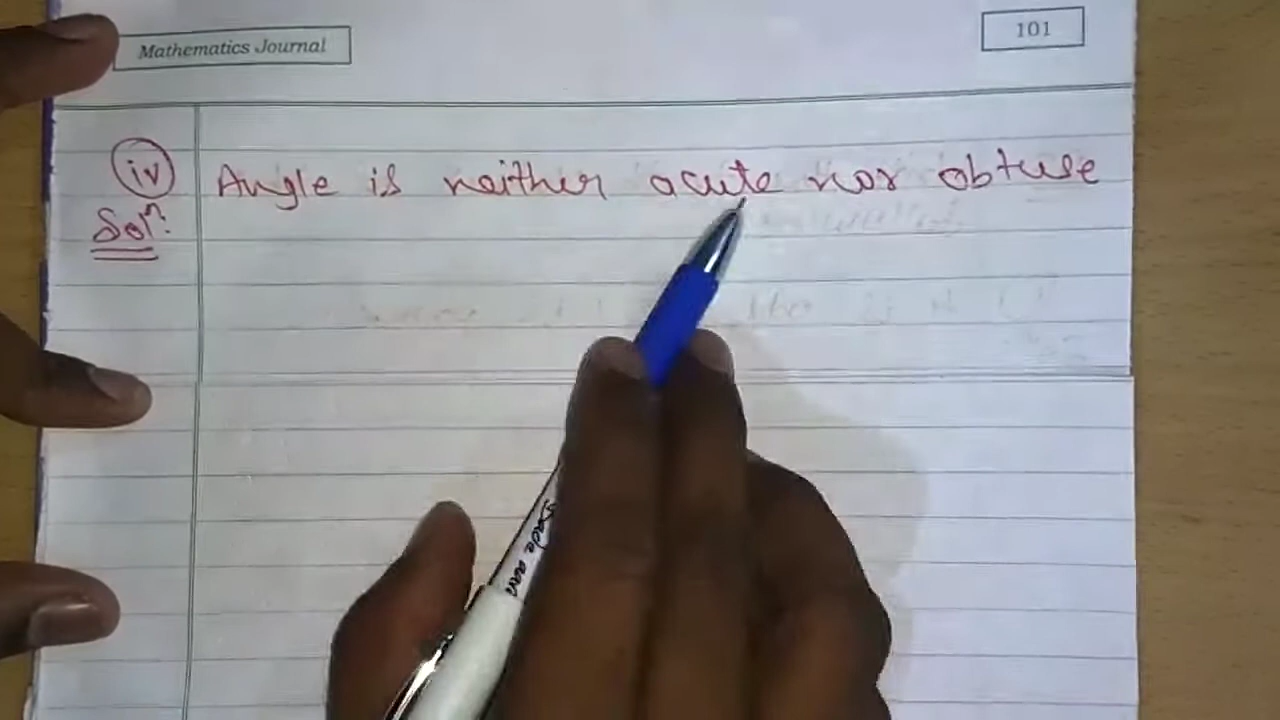 Mathematics Journal
101
(iv) Angle is neither acute nor obtuse
Solⁿ: